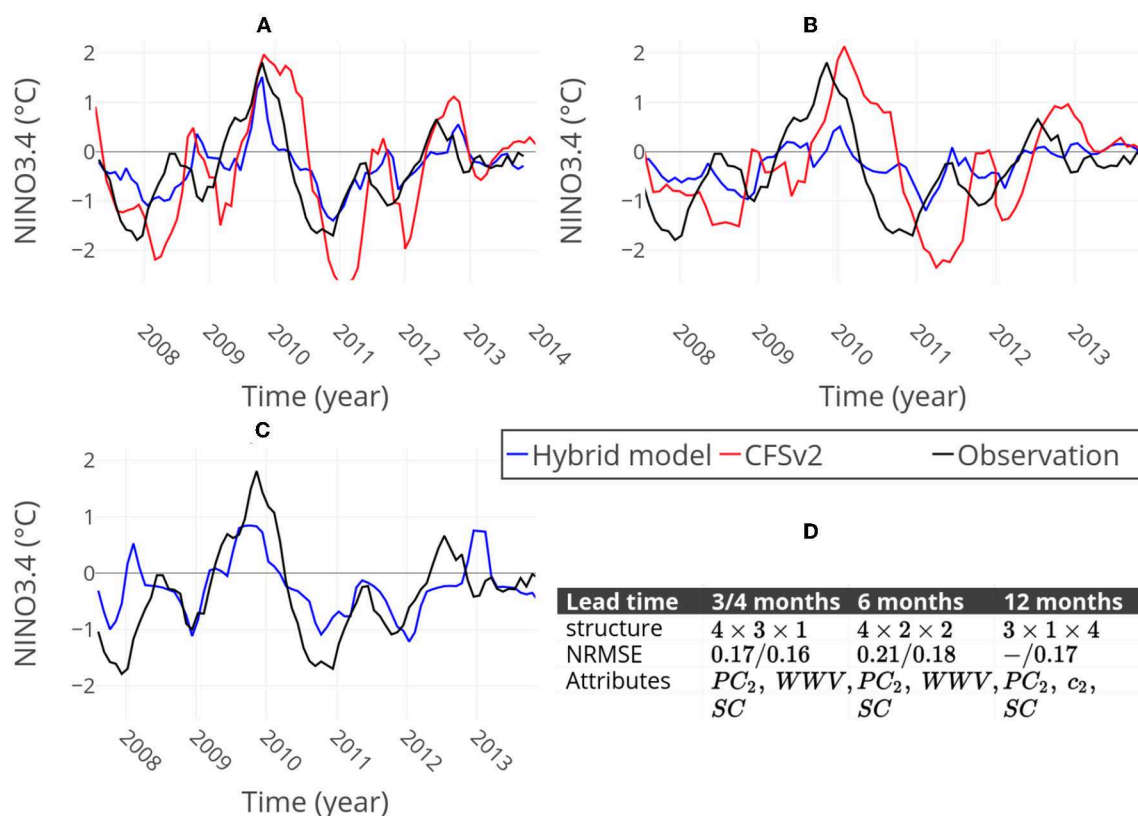 A
NINO3.4 (°C)
2
1
0
−1
−2
2008
2009
2010
2011
2012
2013
2014
Time (year)
B
NINO3.4 (°C)
2
1
0
−1
−2
2008
2009
2010
2011
2012
2013
Time (year)
C
NINO3.4 (°C)
2
1
0
−1
−2
2008
2009
2010
2011
2012
2013
Time (year)
Hybrid model CFSv2 Observation
D
Lead time 3/4 months 6 months 12 months
structure 4 × 3 × 1 4 × 2 × 2 3 × 1 × 4
NRMSE 0.17/0.16 0.21/0.18 −/0.17
Attributes PC₂, WWV, PC₂, WWV, PC₂, c₂,
SC SC SC